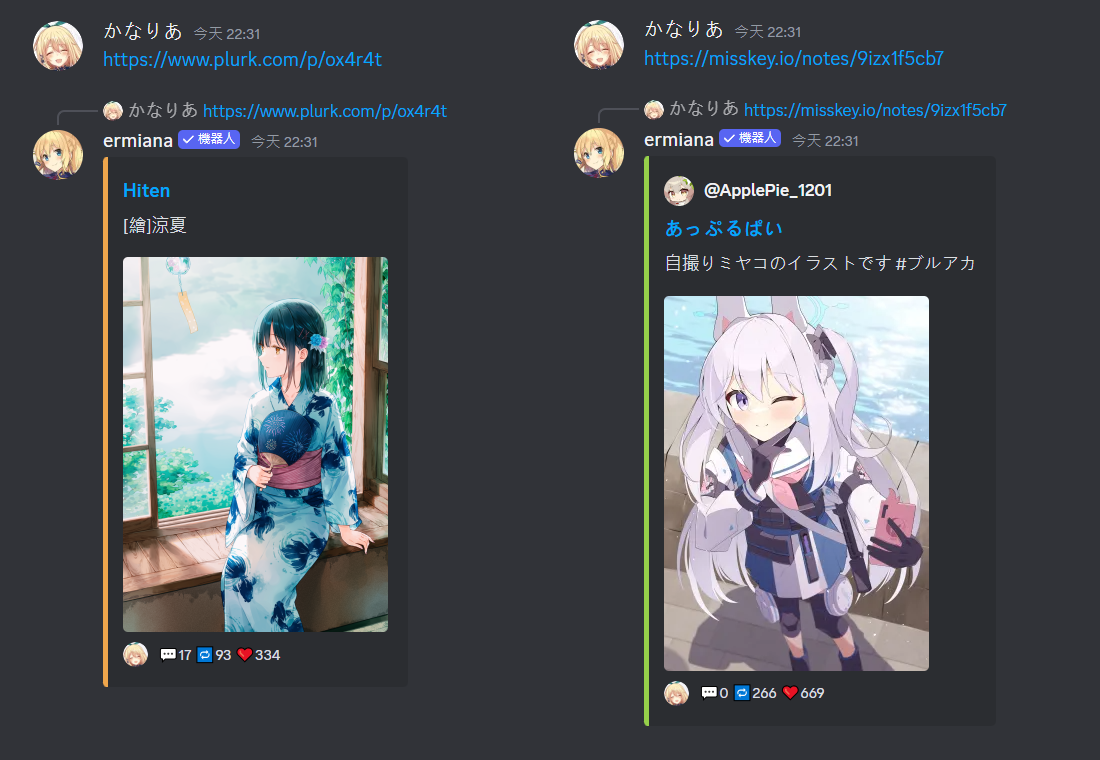 かなりあ 今天 22:31
https://www.plurk.com/p/ox4r4t
かなりあ https://www.plurk.com/p/ox4r4t
ermiana ✓ 機器人 今天 22:31
Hiten
[繪]涼夏
17 93 334
かなりあ 今天 22:31
https://misskey.io/notes/9izx1f5cb7
かなりあ https://misskey.io/notes/9izx1f5cb7
ermiana ✓ 機器人 今天 22:31
@ApplePie_1201
あっぷるぱい
自撮りミヤコのイラストです #ブルアカ
0 266 669